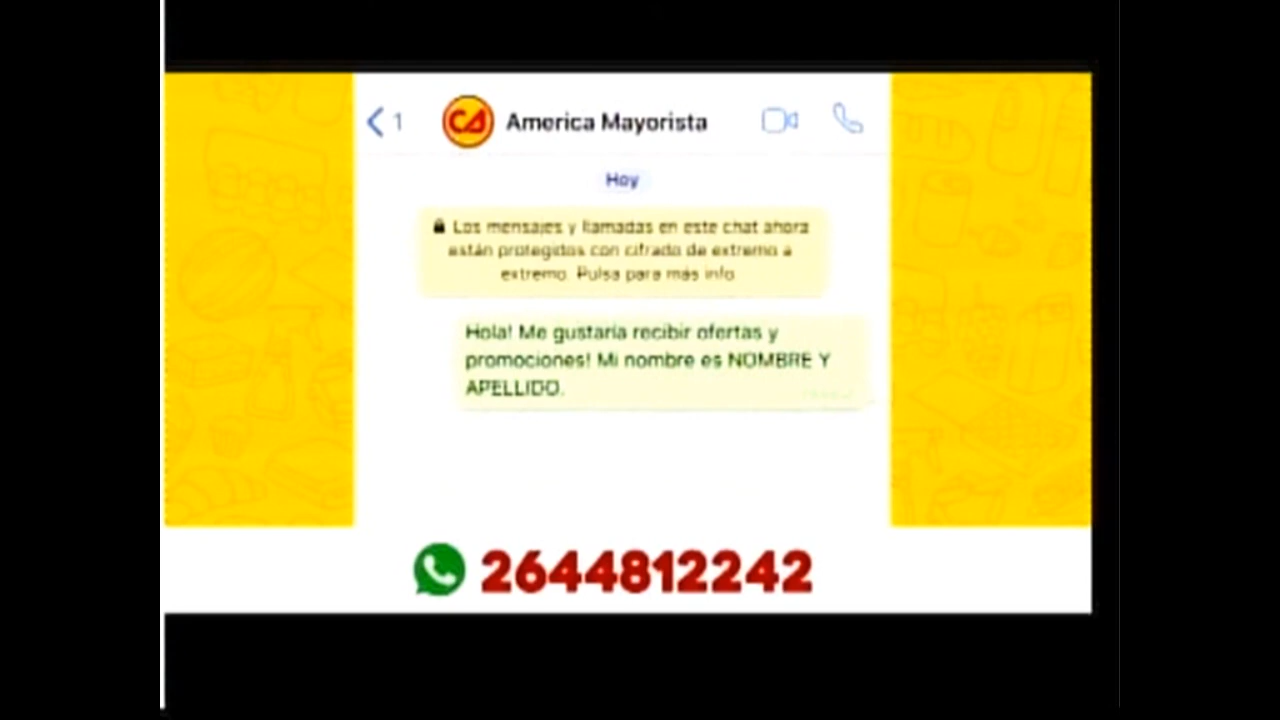 1
CA America Mayorista
Hoy
Los mensajes y llamadas en este chat ahora
están protegidos con cifrado de extremo a
extremo. Pulsa para más info.
Hola! Me gustaría recibir ofertas y
promociones! Mi nombre es NOMBRE Y
APELLIDO.
2644812242